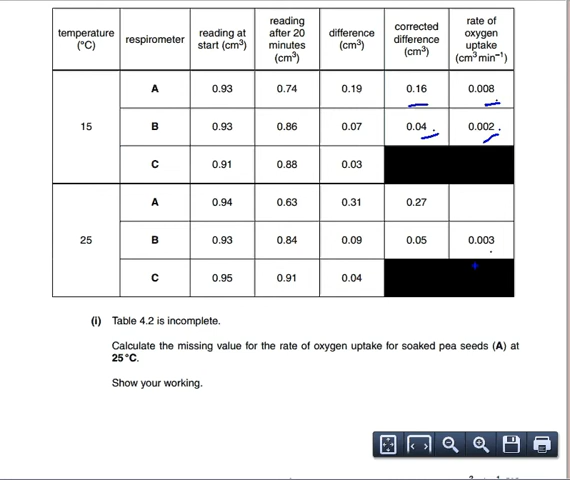 temperature (°C) respirometer reading at start (cm³) reading after 20 minutes (cm³) difference (cm³) corrected difference (cm³) rate of oxygen uptake (cm³ min⁻¹)
A 0.93 0.74 0.19 0.16 0.008
15 B 0.93 0.86 0.07 0.04 0.002
C 0.91 0.88 0.03
A 0.94 0.63 0.31 0.27
25 B 0.93 0.84 0.09 0.05 0.003
C 0.95 0.91 0.04
(i) Table 4.2 is incomplete.
Calculate the missing value for the rate of oxygen uptake for soaked pea seeds (A) at
25 °C.
Show your working.